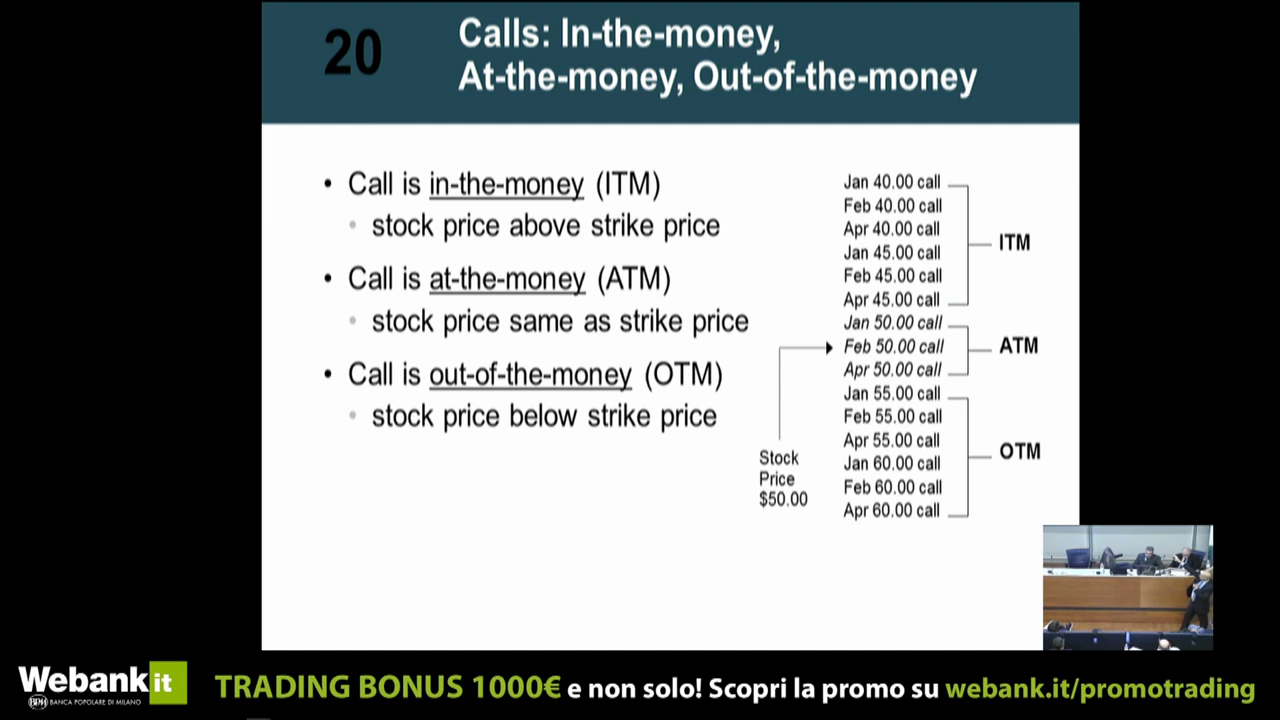 20
Calls: In-the-money,
At-the-money, Out-of-the-money
• Call is in-the-money (ITM)
• stock price above strike price
• Call is at-the-money (ATM)
• stock price same as strike price
• Call is out-of-the-money (OTM)
• stock price below strike price
Jan 40.00 call
Feb 40.00 call
Apr 40.00 call
Jan 45.00 call
Feb 45.00 call
Apr 45.00 call
ITM
Jan 50.00 call
Feb 50.00 call
Apr 50.00 call
ATM
Jan 55.00 call
Feb 55.00 call
Apr 55.00 call
Jan 60.00 call
Feb 60.00 call
Apr 60.00 call
OTM
Stock
Price
$50.00
Webank it
BPM BANCA POPOLARE DI MILANO
TRADING BONUS 1000€ e non solo! Scopri la promo su webank.it/promotrading